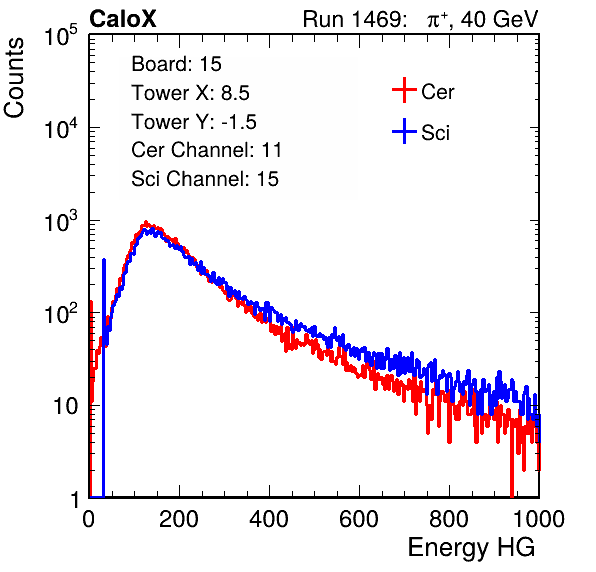 CaloX Run 1469: π⁺, 40 GeV
Counts
Board: 15
Tower X: 8.5
Tower Y: -1.5
Cer Channel: 11
Sci Channel: 15
Cer
Sci
10⁵
10⁴
10³
10²
10
1
0 200 400 600 800 1000
Energy HG